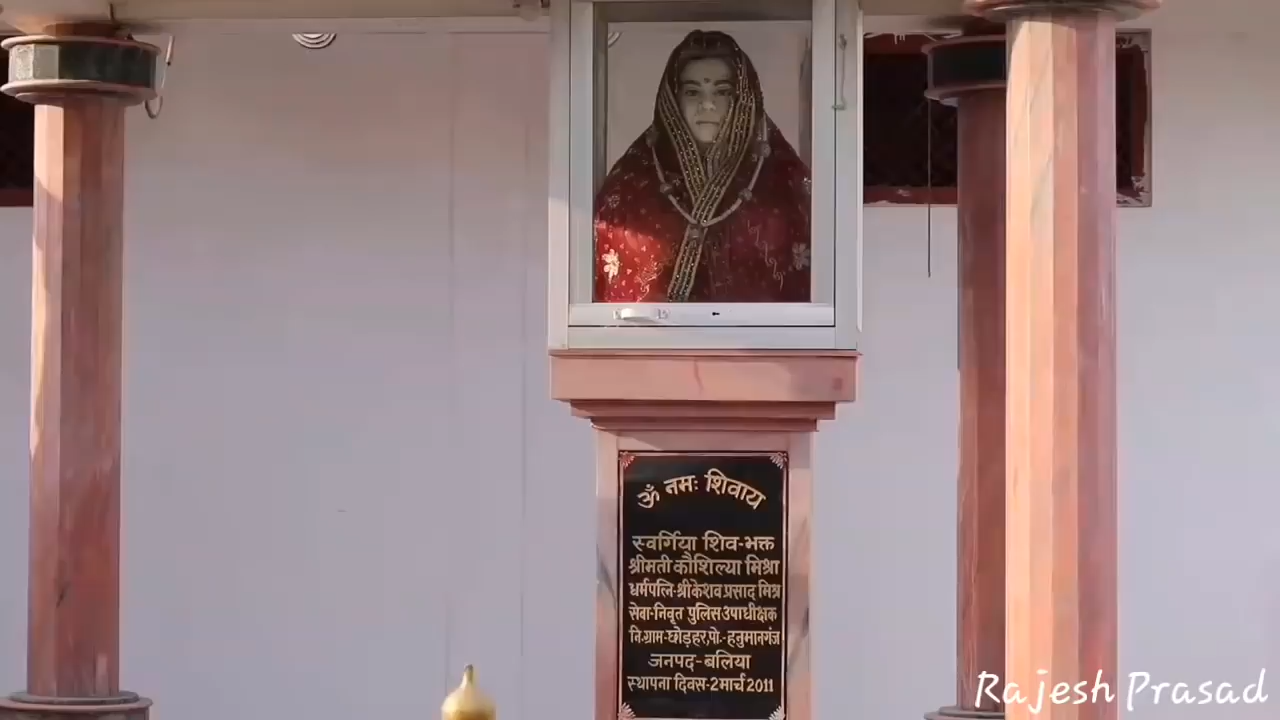 ॐ नमः शिवाय
स्वर्गिया शिव-भक्त
श्रीमती कौशिल्या मिश्रा
धर्मपत्नि-श्रीकेशव प्रसाद मिश्र
सेवा-निवृत पुलिस उपाधीक्षक
नि.ग्राम-छोड़हर,पो.-हनुमानगंज
जनपद-बलिया
स्थापना दिवस-2मार्च 2011
Rajesh Prasad